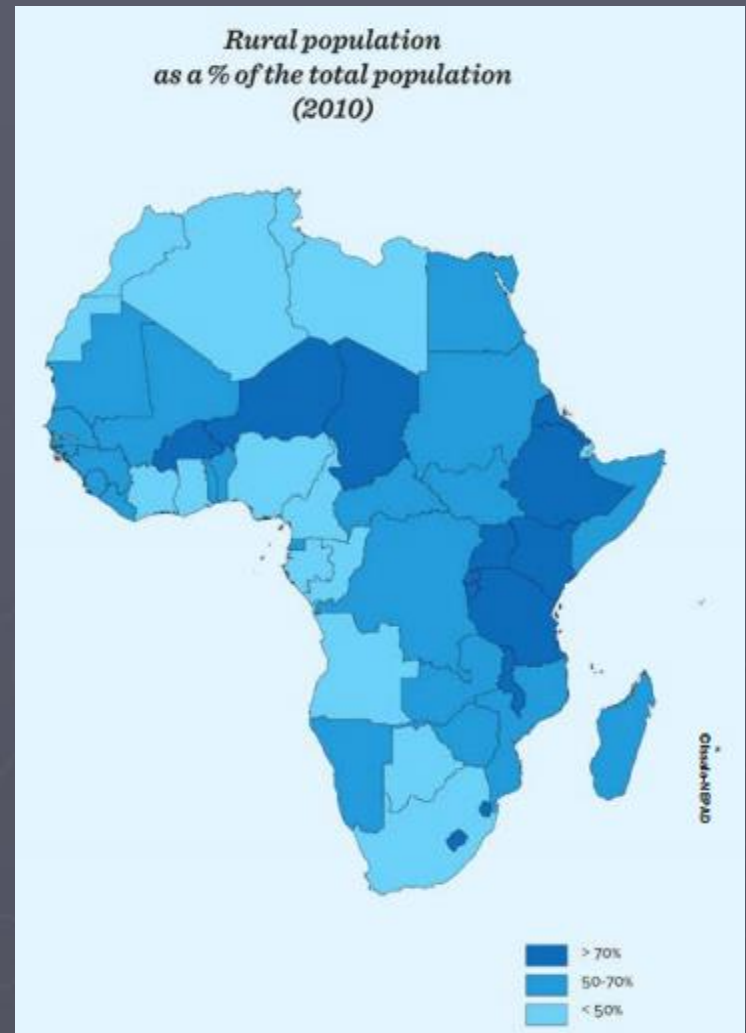 Rural population
as a % of the total population
(2010)
> 70%
50-70%
< 50%